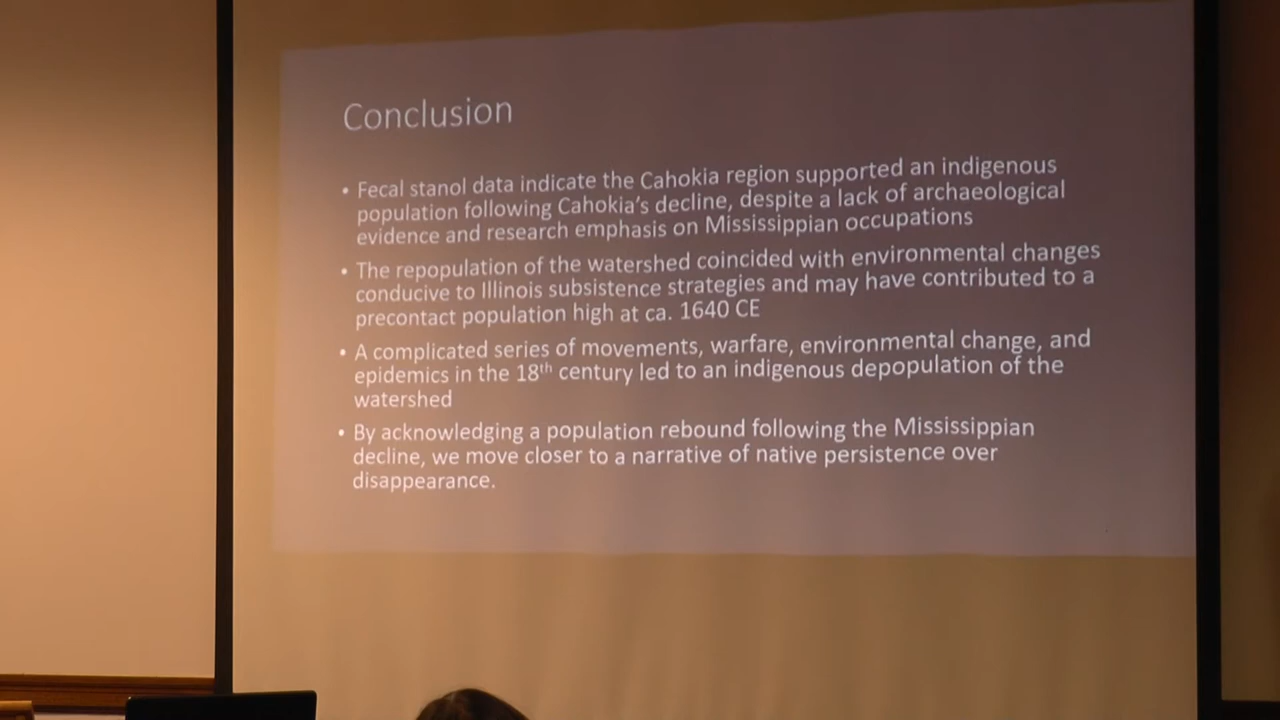 Conclusion
• Fecal stanol data indicate the Cahokia region supported an indigenous
population following Cahokia's decline, despite a lack of archaeological
evidence and research emphasis on Mississippian occupations
• The repopulation of the watershed coincided with environmental changes
conducive to Illinois subsistence strategies and may have contributed to a
precontact population high at ca. 1640 CE
• A complicated series of movements, warfare, environmental change, and
epidemics in the 18th century led to an indigenous depopulation of the
watershed
• By acknowledging a population rebound following the Mississippian
decline, we move closer to a narrative of native persistence over
disappearance.